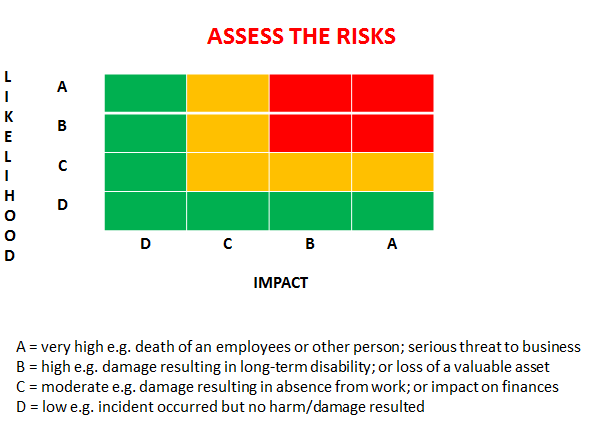 ASSESS THE RISKS
LIKELIHOOD
A
B
C
D
D C B A
IMPACT
A = very high e.g. death of an employees or other person; serious threat to business
B = high e.g. damage resulting in long-term disability; or loss of a valuable asset
C = moderate e.g. damage resulting in absence from work; or impact on finances
D = low e.g. incident occurred but no harm/damage resulted